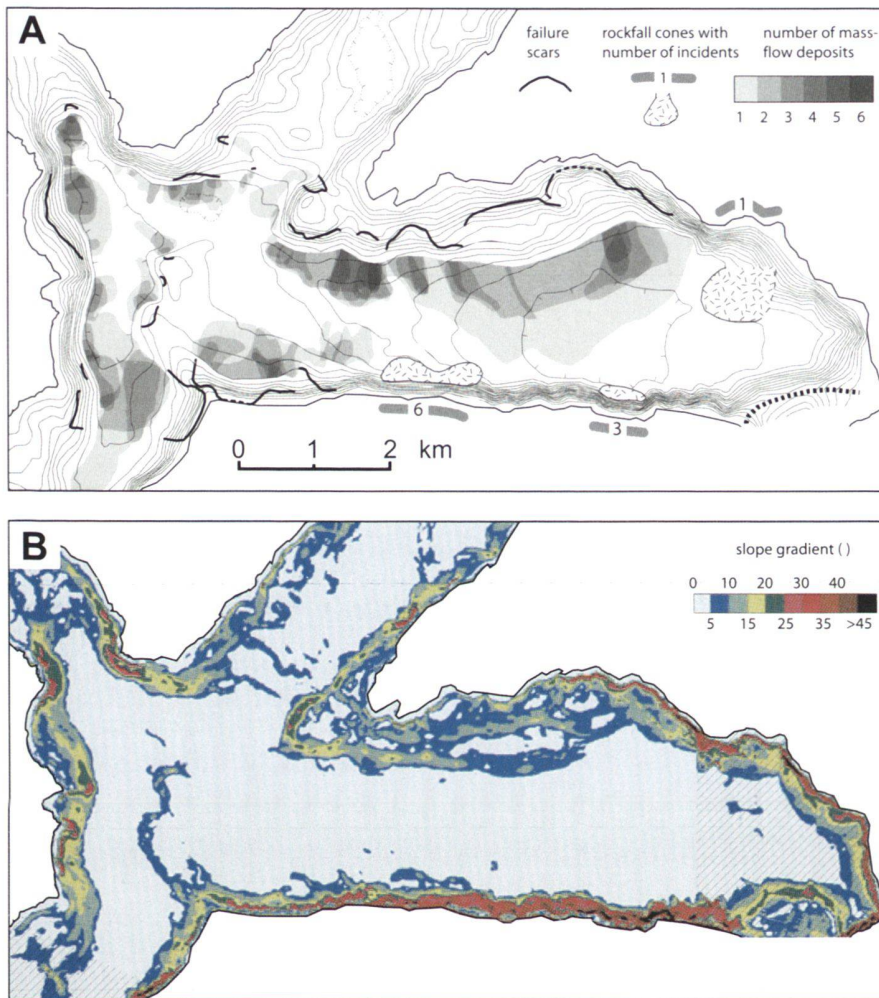 A
failure scars
rockfall cones with number of incidents
1
number of mass-flow deposits
1 2 3 4 5 6
1
6
3
0 1 2 km
B
slope gradient ( )
0 10 20 30 40
5 15 25 35 >45